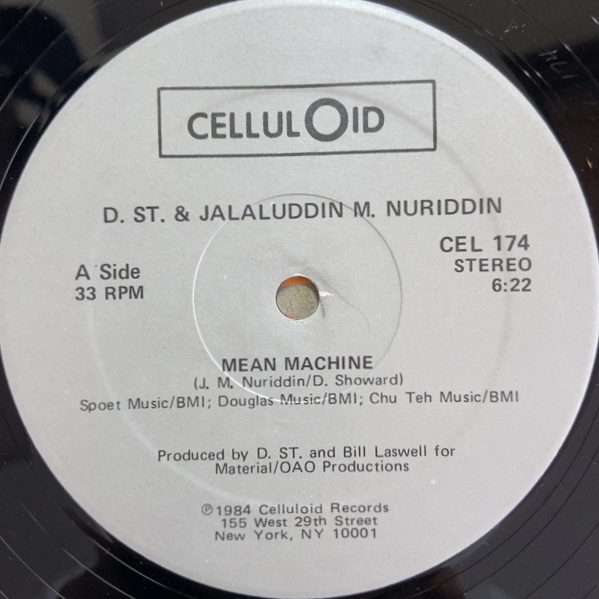 CELLULOID
D. ST. & JALALUDDIN M. NURIDDIN
A Side
33 RPM
CEL 174
STEREO
6:22
MEAN MACHINE
(J. M. Nuriddin/D. Showard)
Spoet Music/BMI; Douglas Music/BMI; Chu Teh Music/BMI
Produced by D. ST. and Bill Laswell for
Material/OAO Productions
℗1984 Celluloid Records
155 West 29th Street
New York, NY 10001